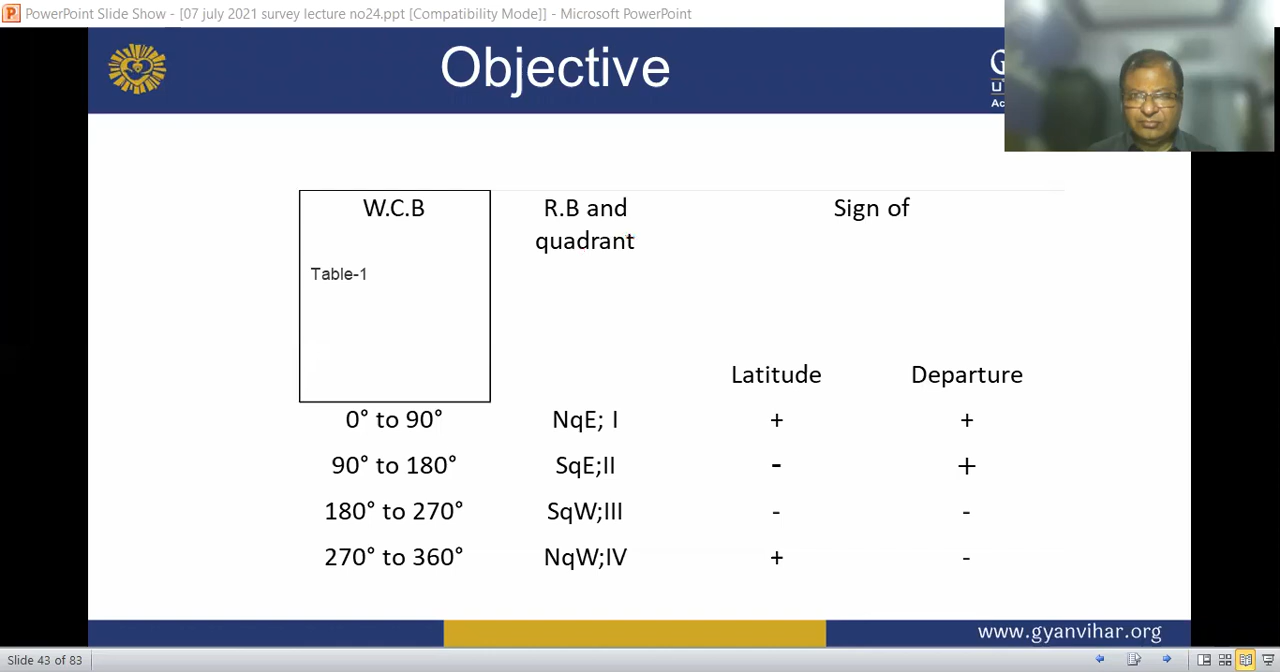 PowerPoint Slide Show - [07 july 2021 survey lecture no24.ppt [Compatibility Mode]] - Microsoft PowerPoint
Objective
G
U
Ac
W.C.B
R.B and
quadrant
Sign of
Table-1
Latitude Departure
0° to 90° NqE; I + +
90° to 180° SqE;II - +
180° to 270° SqW;III - -
270° to 360° NqW;IV + -
www.gyanvihar.org
Slide 43 of 83